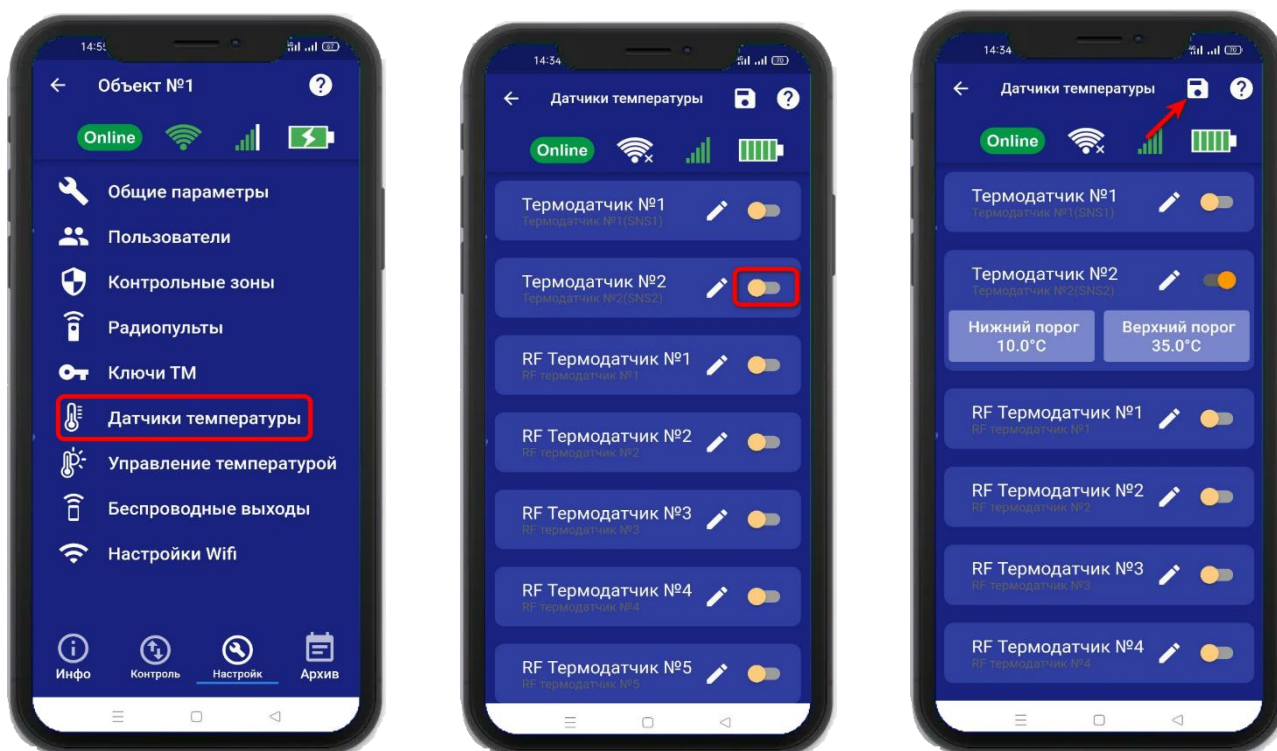 14:5
67
Объект №1
?
Online
Общие параметры
Пользователи
Контрольные зоны
Радиопульты
Ключи ТМ
Датчики температуры
Управление температурой
Беспроводные выходы
Настройки Wifi
Инфо
Контроль
Настройк
Архив
14:34
70
Датчики температуры
?
Online
Термодатчик №1
Термодатчик №1(SNS1)
Термодатчик №2
Термодатчик №2(SNS2)
RF Термодатчик №1
RF термодатчик №1
RF Термодатчик №2
RF термодатчик №2
RF Термодатчик №3
RF термодатчик №3
RF Термодатчик №4
RF термодатчик №4
RF Термодатчик №5
RF термодатчик №5
14:34
70
Датчики температуры
?
Online
Термодатчик №1
Термодатчик №1(SNS1)
Термодатчик №2
Термодатчик №2(SNS2)
Нижний порог
10.0°C
Верхний порог
35.0°C
RF Термодатчик №1
RF термодатчик №1
RF Термодатчик №2
RF термодатчик №2
RF Термодатчик №3
RF термодатчик №3
RF Термодатчик №4
RF термодатчик №4